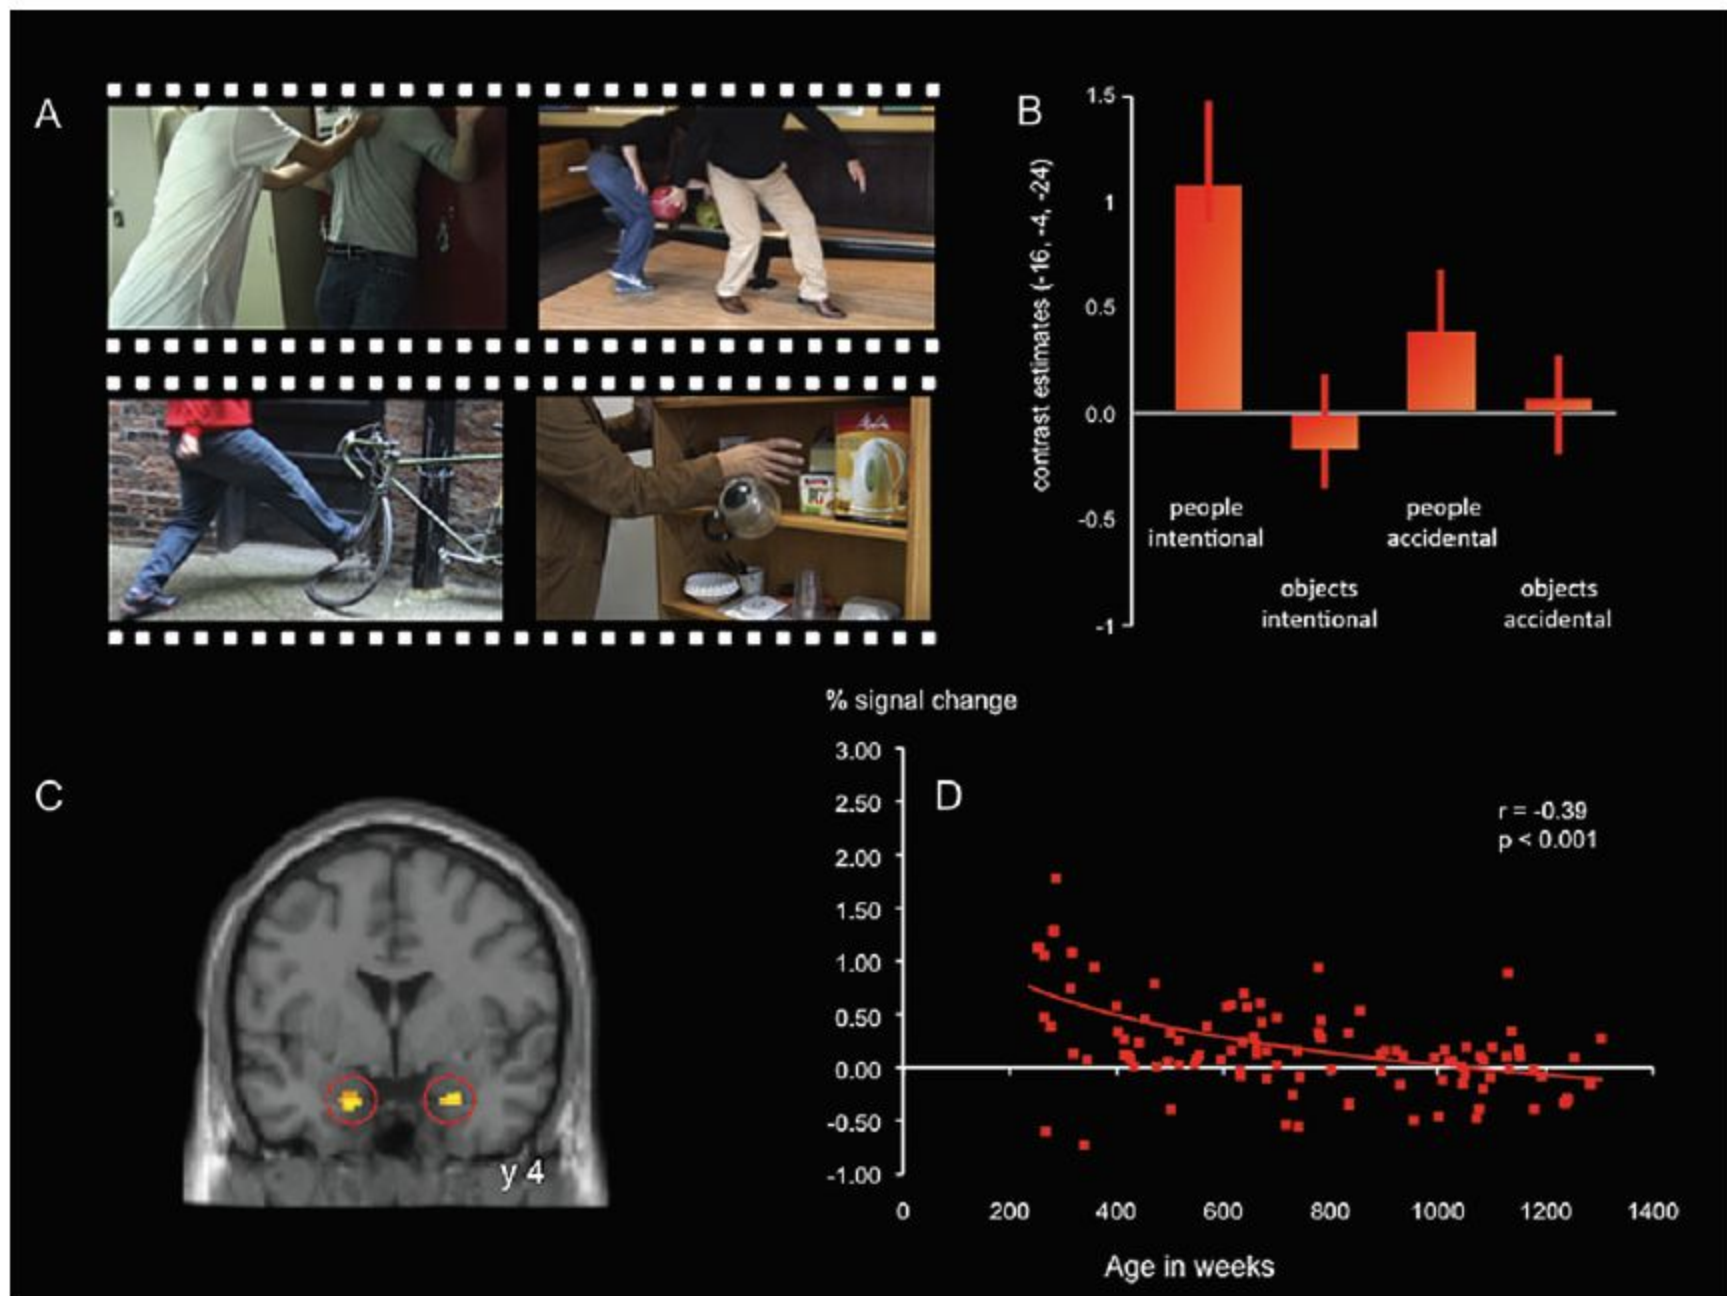 A
B
1.5
1
0.5
0.0
-0.5
-1
contrast estimates (-16, -4, -24)
people
intentional
objects
intentional
people
accidental
objects
accidental
C
y 4
D
% signal change
3.00
2.50
2.00
1.50
1.00
0.50
0.00
-0.50
-1.00
r = -0.39
p < 0.001
0 200 400 600 800 1000 1200 1400
Age in weeks